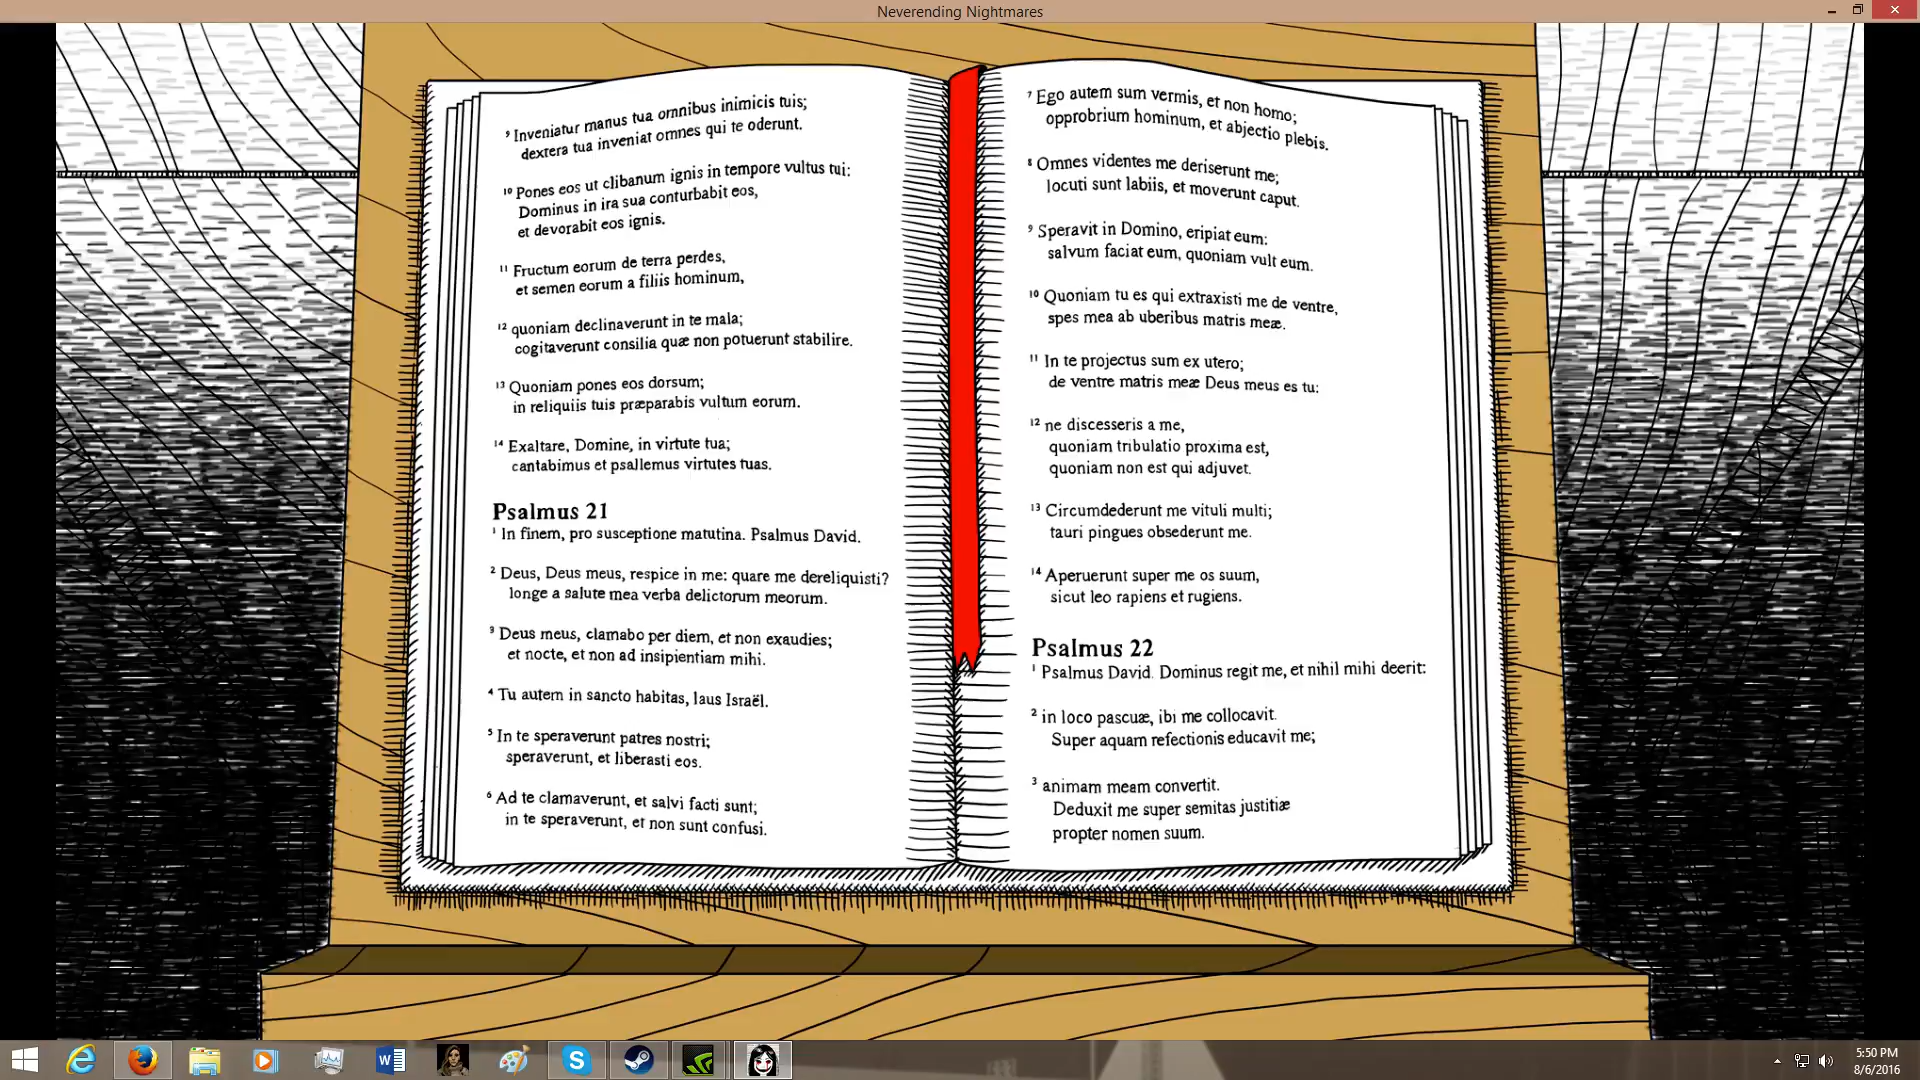 Neverending Nightmares
⁹ Inveniatur manus tua omnibus inimicis tuis;
dextera tua inveniat omnes qui te oderunt.
¹⁰ Pones eos ut clibanum ignis in tempore vultus tui:
Dominus in ira sua conturbabit eos,
et devorabit eos ignis.
¹¹ Fructum eorum de terra perdes,
et semen eorum a filiis hominum,
¹² quoniam declinaverunt in te mala;
cogitaverunt consilia quæ non potuerunt stabilire.
¹³ Quoniam pones eos dorsum;
in reliquiis tuis præparabis vultum eorum.
¹⁴ Exaltare, Domine, in virtute tua;
cantabimus et psallemus virtutes tuas.
Psalmus 21
¹ In finem, pro susceptione matutina. Psalmus David.
² Deus, Deus meus, respice in me: quare me dereliquisti?
longe a salute mea verba delictorum meorum.
³ Deus meus, clamabo per diem, et non exaudies;
et nocte, et non ad insipientiam mihi.
⁴ Tu autem in sancto habitas, laus Israël.
⁵ In te speraverunt patres nostri;
speraverunt, et liberasti eos.
⁶ Ad te clamaverunt, et salvi facti sunt;
in te speraverunt, et non sunt confusi.
⁷ Ego autem sum vermis, et non homo;
opprobrium hominum, et abjectio plebis.
⁸ Omnes videntes me deriserunt me;
locuti sunt labiis, et moverunt caput.
⁹ Speravit in Domino, eripiat eum:
salvum faciat eum, quoniam vult eum.
¹⁰ Quoniam tu es qui extraxisti me de ventre,
spes mea ab uberibus matris meæ.
¹¹ In te projectus sum ex utero;
de ventre matris meæ Deus meus es tu:
¹² ne discesseris a me,
quoniam tribulatio proxima est,
quoniam non est qui adjuvet.
¹³ Circumdederunt me vituli multi;
tauri pingues obsederunt me.
¹⁴ Aperuerunt super me os suum,
sicut leo rapiens et rugiens.
Psalmus 22
¹ Psalmus David. Dominus regit me, et nihil mihi deerit:
² in loco pascuæ, ibi me collocavit.
Super aquam refectionis educavit me;
³ animam meam convertit.
Deduxit me super semitas justitiæ
propter nomen suum.
5:50 PM
8/6/2016